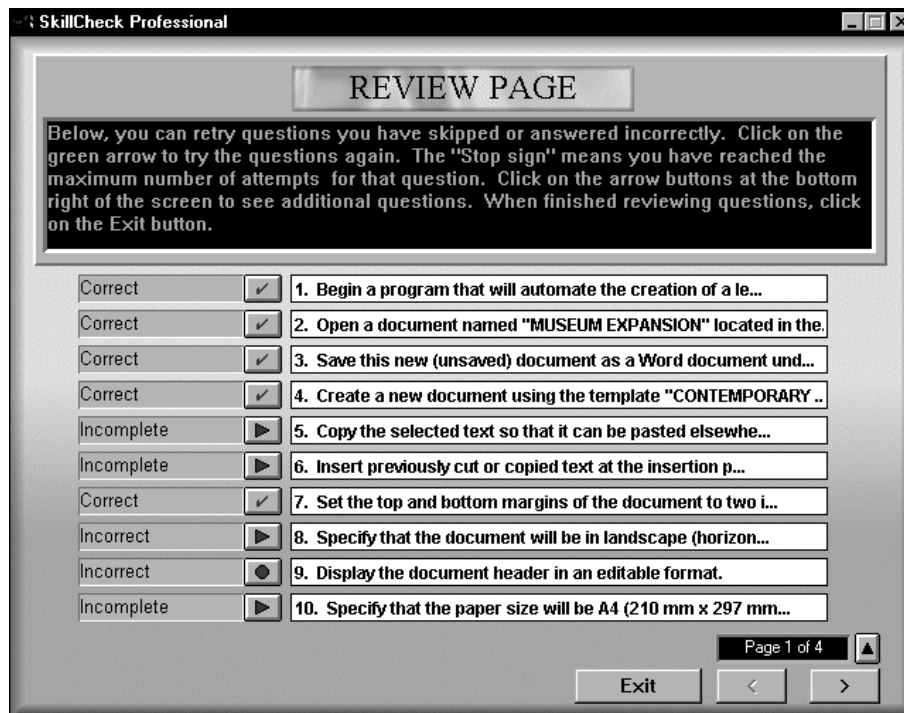 SkillCheck Professional
REVIEW PAGE
Below, you can retry questions you have skipped or answered incorrectly. Click on the
green arrow to try the questions again. The "Stop sign" means you have reached the
maximum number of attempts for that question. Click on the arrow buttons at the bottom
right of the screen to see additional questions. When finished reviewing questions, click
on the Exit button.
Correct 1. Begin a program that will automate the creation of a le...
Correct 2. Open a document named "MUSEUM EXPANSION" located in the.
Correct 3. Save this new (unsaved) document as a Word document und...
Correct 4. Create a new document using the template "CONTEMPORARY ..
Incomplete 5. Copy the selected text so that it can be pasted elsewhe...
Incomplete 6. Insert previously cut or copied text at the insertion p...
Correct 7. Set the top and bottom margins of the document to two i...
Incorrect 8. Specify that the document will be in landscape (horizon...
Incorrect 9. Display the document header in an editable format.
Incomplete 10. Specify that the paper size will be A4 (210 mm x 297 mm...
Page 1 of 4
Exit < >